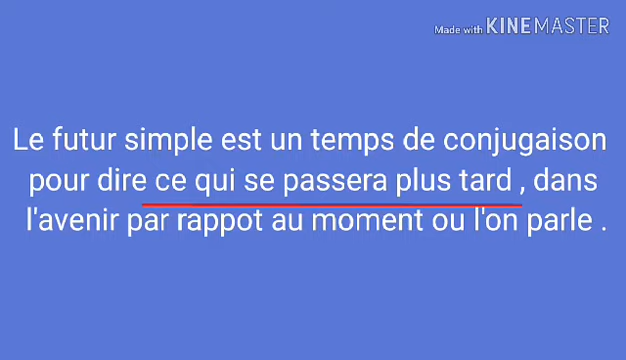 Made with KINEMASTER
Le futur simple est un temps de conjugaison
pour dire ce qui se passera plus tard , dans
l'avenir par rappot au moment ou l'on parle .